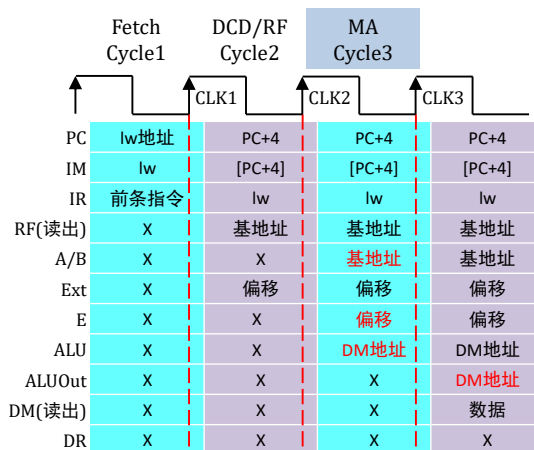 Fetch DCD/RF MA
Cycle1 Cycle2 Cycle3
CLK1 CLK2 CLK3
PC lw地址 PC+4 PC+4 PC+4
IM lw [PC+4] [PC+4] [PC+4]
IR 前条指令 lw lw lw
RF(读出) X 基地址 基地址 基地址
A/B X X 基地址 基地址
Ext X 偏移 偏移 偏移
E X X 偏移 偏移
ALU X X DM地址 DM地址
ALUOut X X X DM地址
DM(读出) X X X 数据
DR X X X X